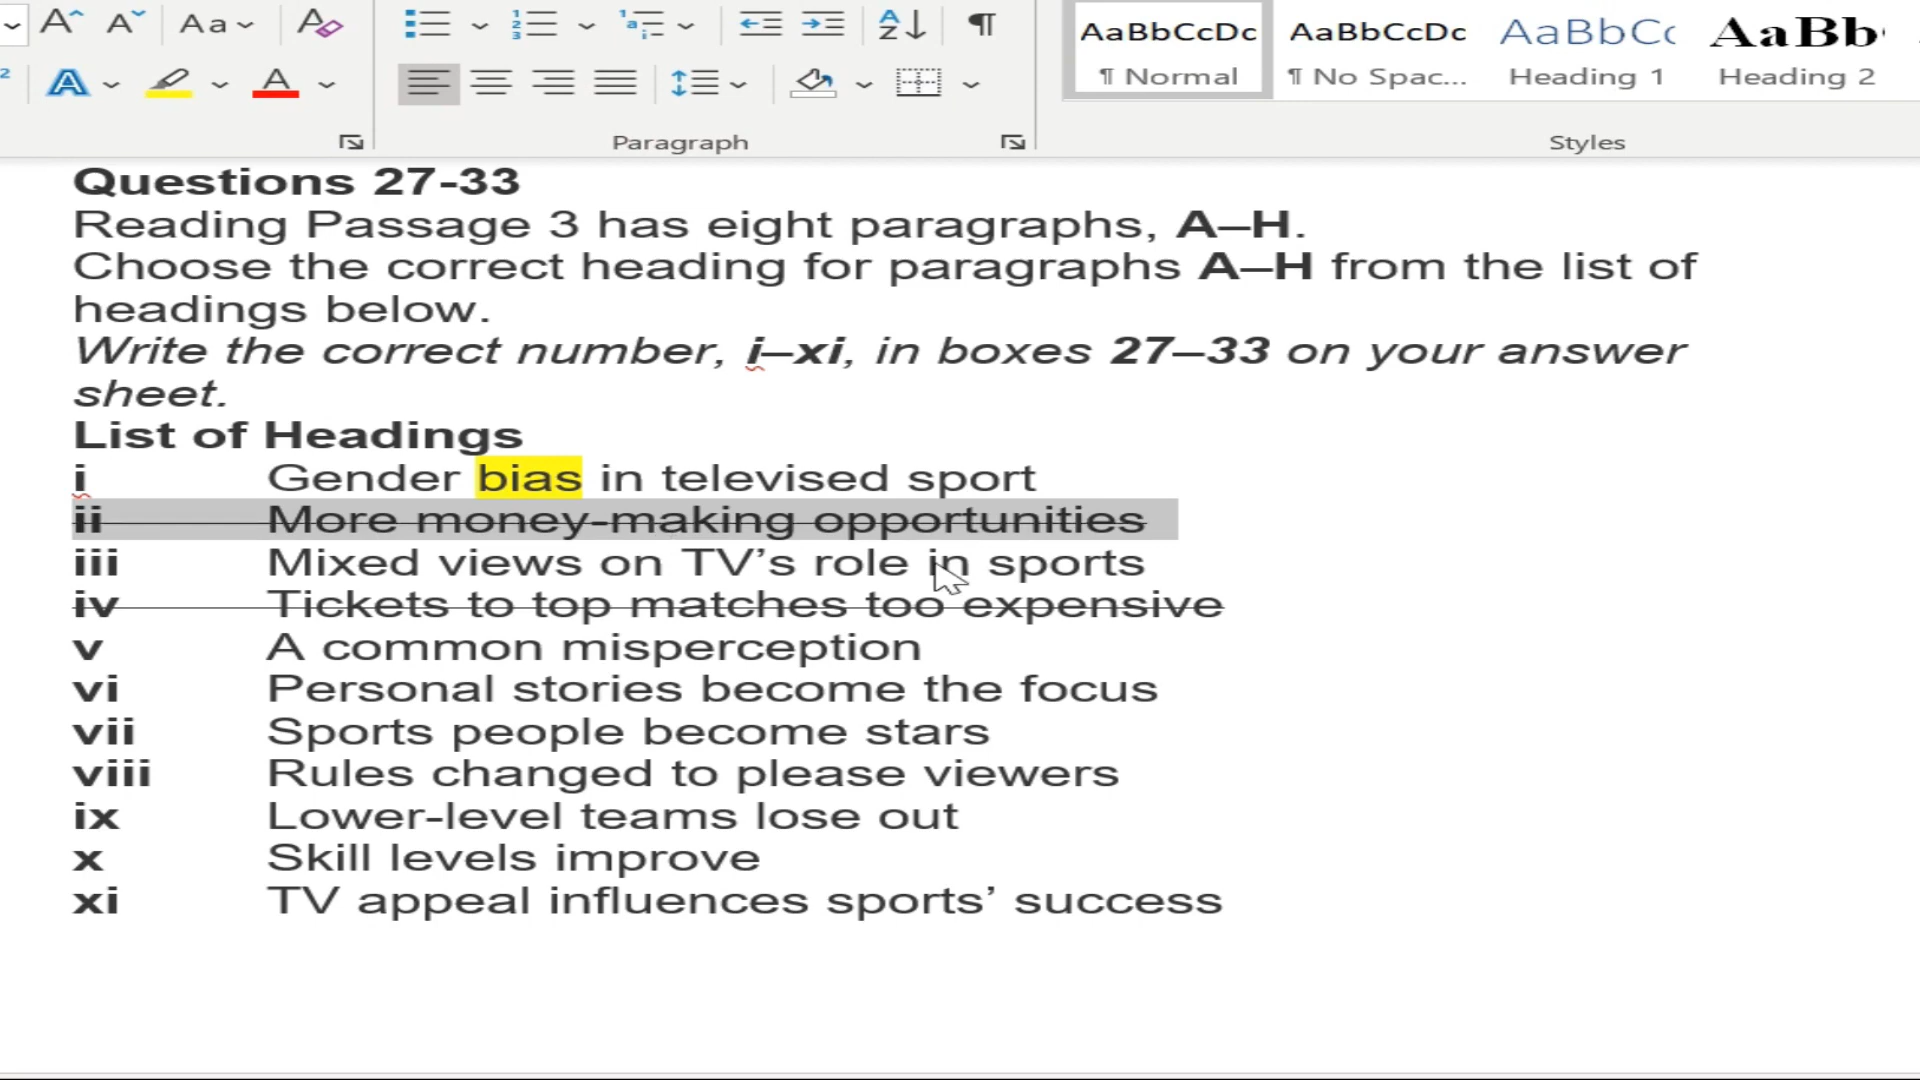 Aa
A
A
AaBbCcDc AaBbCcDc AaBbCc AaBb
¶ Normal ¶ No Spac... Heading 1 Heading 2
Paragraph Styles
Questions 27-33
Reading Passage 3 has eight paragraphs, A–H.
Choose the correct heading for paragraphs A–H from the list of
headings below.
Write the correct number, i–xi, in boxes 27–33 on your answer
sheet.
List of Headings
i Gender bias in televised sport
ii More money-making opportunities
iii Mixed views on TV’s role in sports
iv Tickets to top matches too expensive
v A common misperception
vi Personal stories become the focus
vii Sports people become stars
viii Rules changed to please viewers
ix Lower-level teams lose out
x Skill levels improve
xi TV appeal influences sports’ success